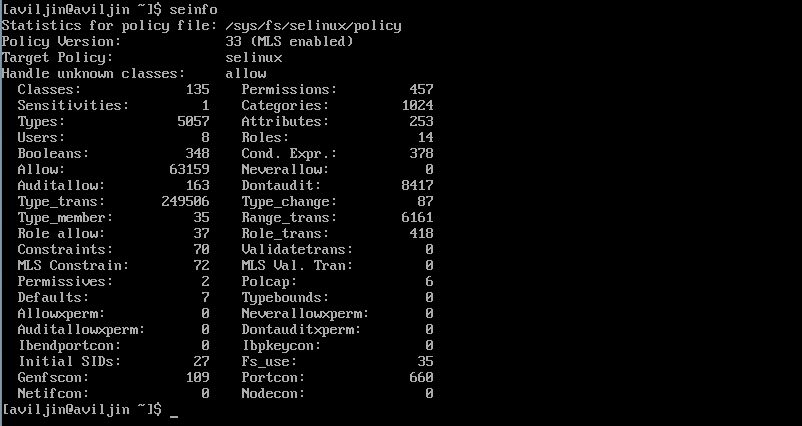 [aviljin@aviljin ~]$ seinfo
Statistics for policy file: /sys/fs/selinux/policy
Policy Version:             33 (MLS enabled)
Target Policy:              selinux
Handle unknown classes:     allow
  Classes:             135    Permissions:         457
  Sensitivities:         1    Categories:         1024
  Types:              5057    Attributes:          253
  Users:                 8    Roles:                14
  Booleans:            348    Cond. Expr.:         378
  Allow:             63159    Neverallow:            0
  Auditallow:          163    Dontaudit:          8417
  Type_trans:       249506    Type_change:          87
  Type_member:          35    Range_trans:        6161
  Role allow:           37    Role_trans:          418
  Constraints:          70    Validatetrans:         0
  MLS Constrain:        72    MLS Val. Tran:         0
  Permissives:           2    Polcap:                6
  Defaults:              7    Typebounds:            0
  Allowxperm:            0    Neverallowxperm:       0
  Auditallowxperm:       0    Dontauditxperm:        0
  Ibendportcon:          0    Ibpkeycon:             0
  Initial SIDs:         27    Fs_use:               35
  Genfscon:            109    Portcon:             660
  Netifcon:              0    Nodecon:               0
[aviljin@aviljin ~]$ _